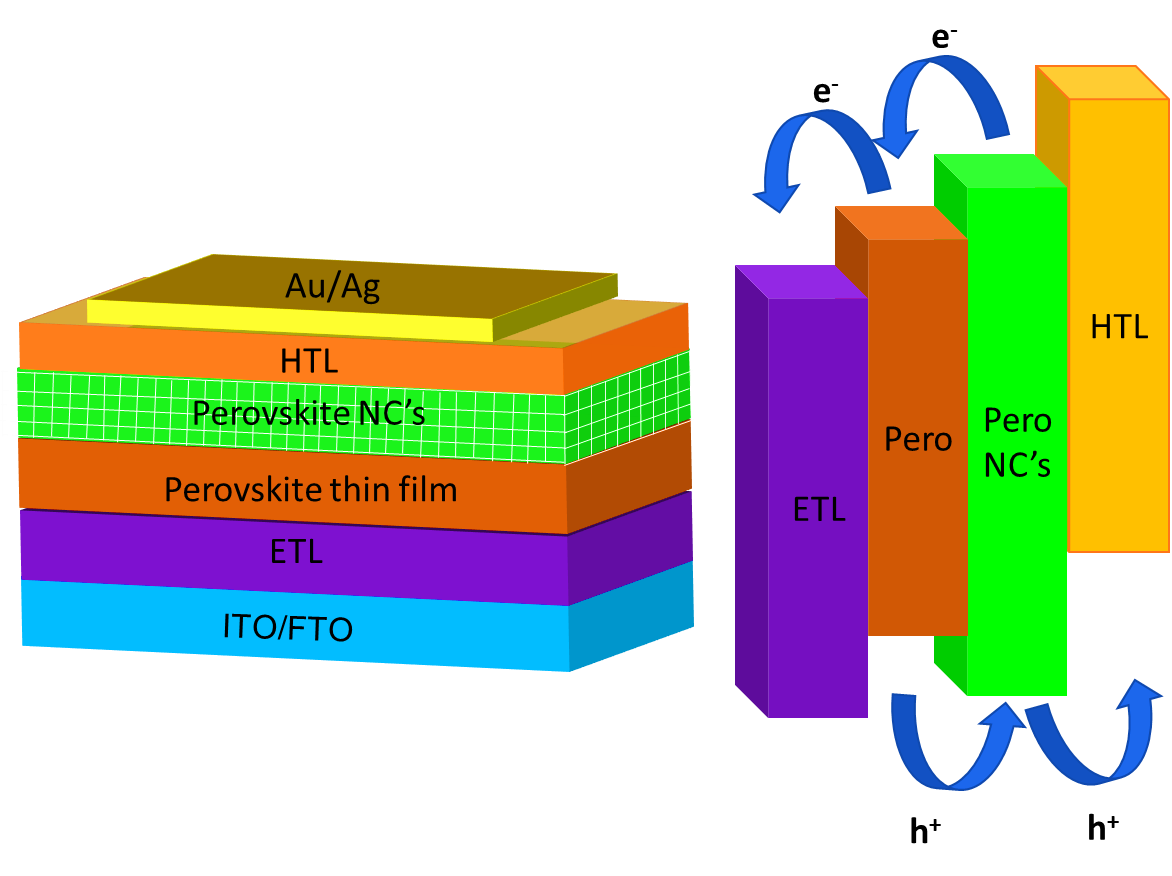 Au/Ag
HTL
Perovskite NC’s
Perovskite thin film
ETL
ITO/FTO
e-
e-
HTL
Pero
Pero
NC’s
ETL
h+
h+